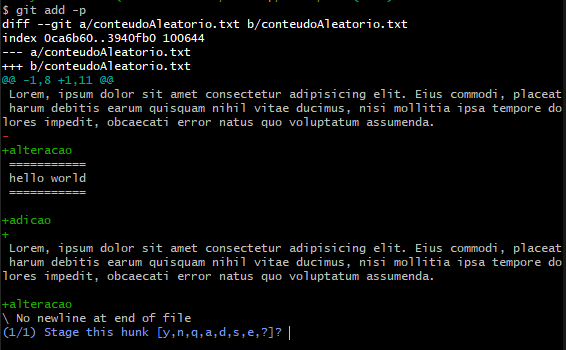 $ git add -p
diff --git a/conteudoAleatorio.txt b/conteudoAleatorio.txt
index 0ca6b60..3940fb0 100644
--- a/conteudoAleatorio.txt
+++ b/conteudoAleatorio.txt
@@ -1,8 +1,11 @@
 Lorem, ipsum dolor sit amet consectetur adipisicing elit. Eius commodi, placeat
 harum debitis earum quisquam nihil vitae ducimus, nisi mollitia ipsa tempore do
lores impedit, obcaecati error natus quo voluptatum assumenda.
-
+alteracao
 ===========
 hello world
 ===========
+adicao
+
 Lorem, ipsum dolor sit amet consectetur adipisicing elit. Eius commodi, placeat
 harum debitis earum quisquam nihil vitae ducimus, nisi mollitia ipsa tempore do
lores impedit, obcaecati error natus quo voluptatum assumenda.
+alteracao
\ No newline at end of file
(1/1) Stage this hunk [y,n,q,a,d,s,e,?]?